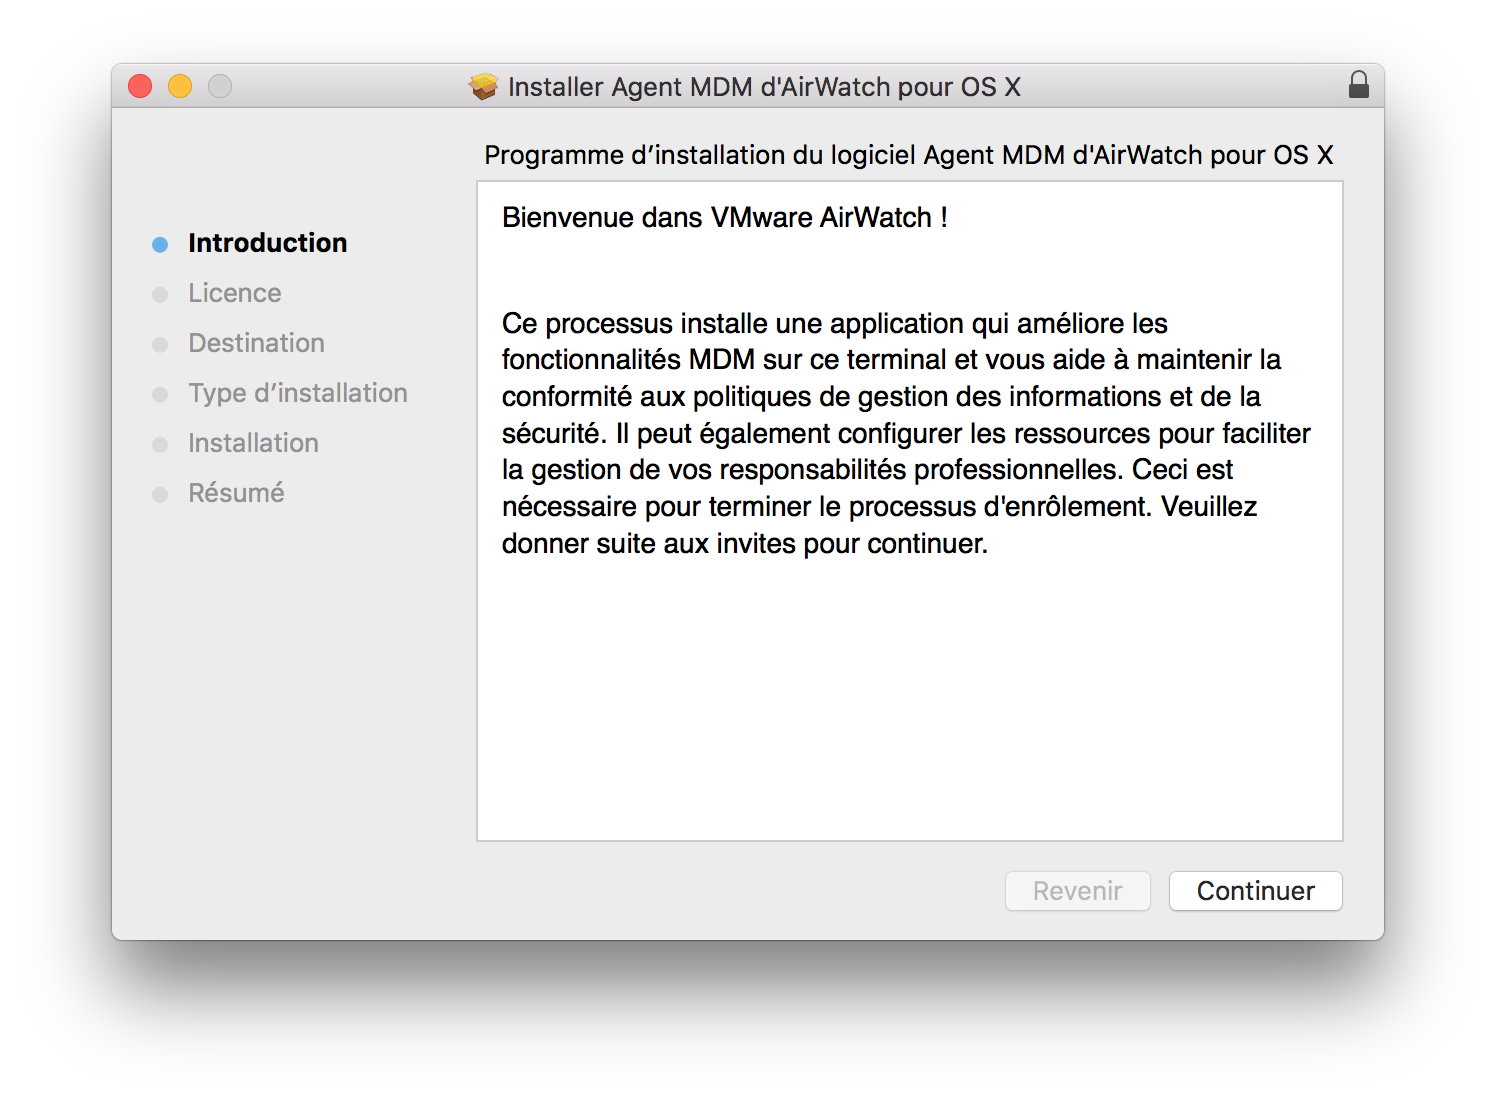 Installer Agent MDM d'AirWatch pour OS X
Programme d’installation du logiciel Agent MDM d'AirWatch pour OS X
Introduction
Licence
Destination
Type d’installation
Installation
Résumé
Bienvenue dans VMware AirWatch !
Ce processus installe une application qui améliore les
fonctionnalités MDM sur ce terminal et vous aide à maintenir la
conformité aux politiques de gestion des informations et de la
sécurité. Il peut également configurer les ressources pour faciliter
la gestion de vos responsabilités professionnelles. Ceci est
nécessaire pour terminer le processus d'enrôlement. Veuillez
donner suite aux invites pour continuer.
Revenir
Continuer